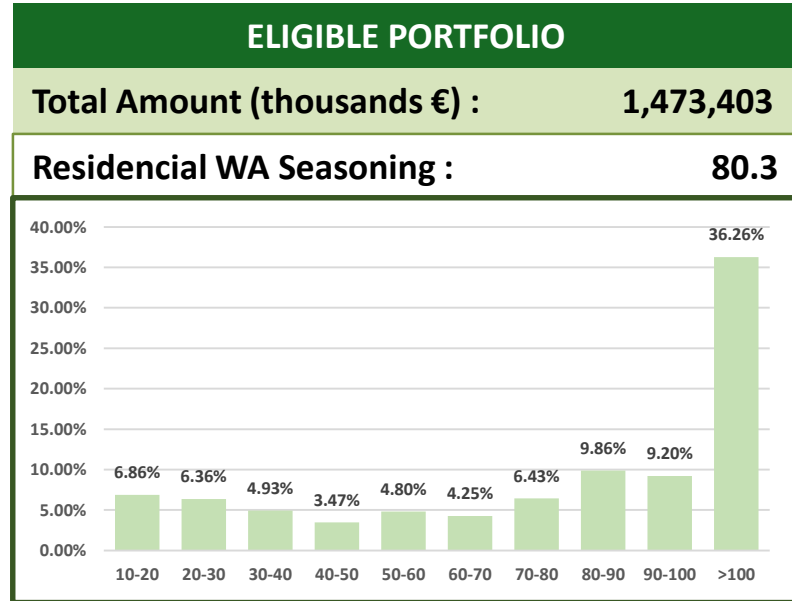 ELIGIBLE PORTFOLIO
Total Amount (thousands €) : 1,473,403
Residencial WA Seasoning : 80.3
40.00%
35.00%
30.00%
25.00%
20.00%
15.00%
10.00%
5.00%
0.00%
6.86% 6.36% 4.93% 3.47% 4.80% 4.25% 6.43% 9.86% 9.20% 36.26%
10-20 20-30 30-40 40-50 50-60 60-70 70-80 80-90 90-100 >100